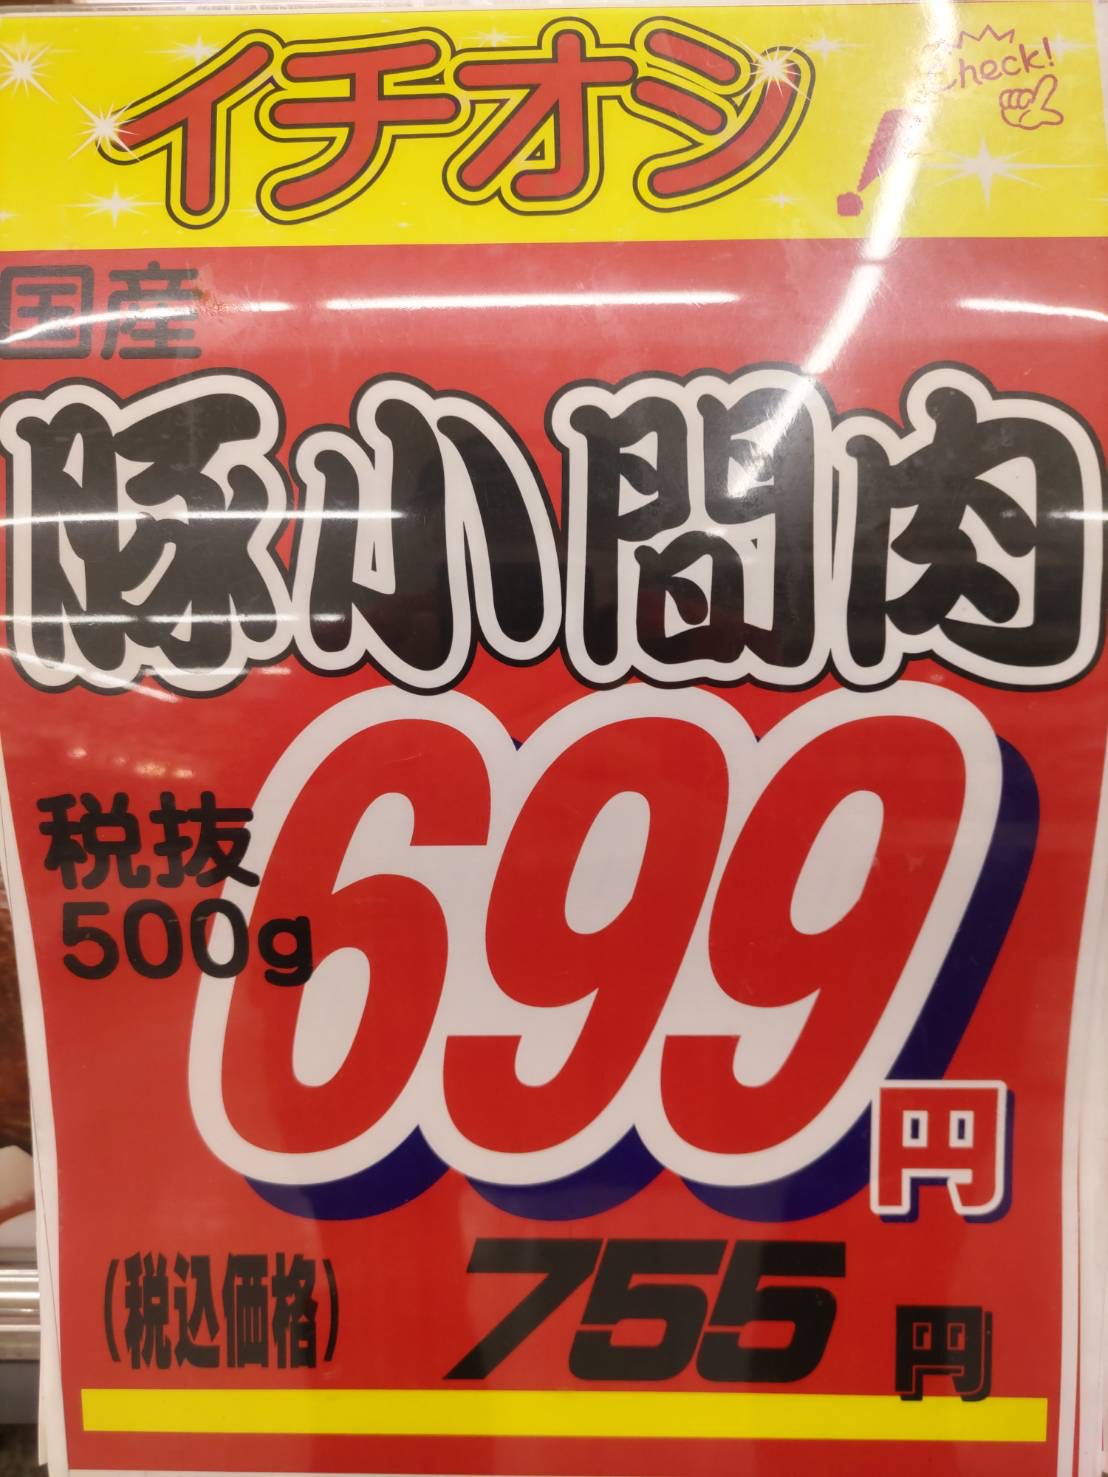 イチオシ!
Check!
国産
豚小間肉
税抜
500g
699円
(税込価格) 755円